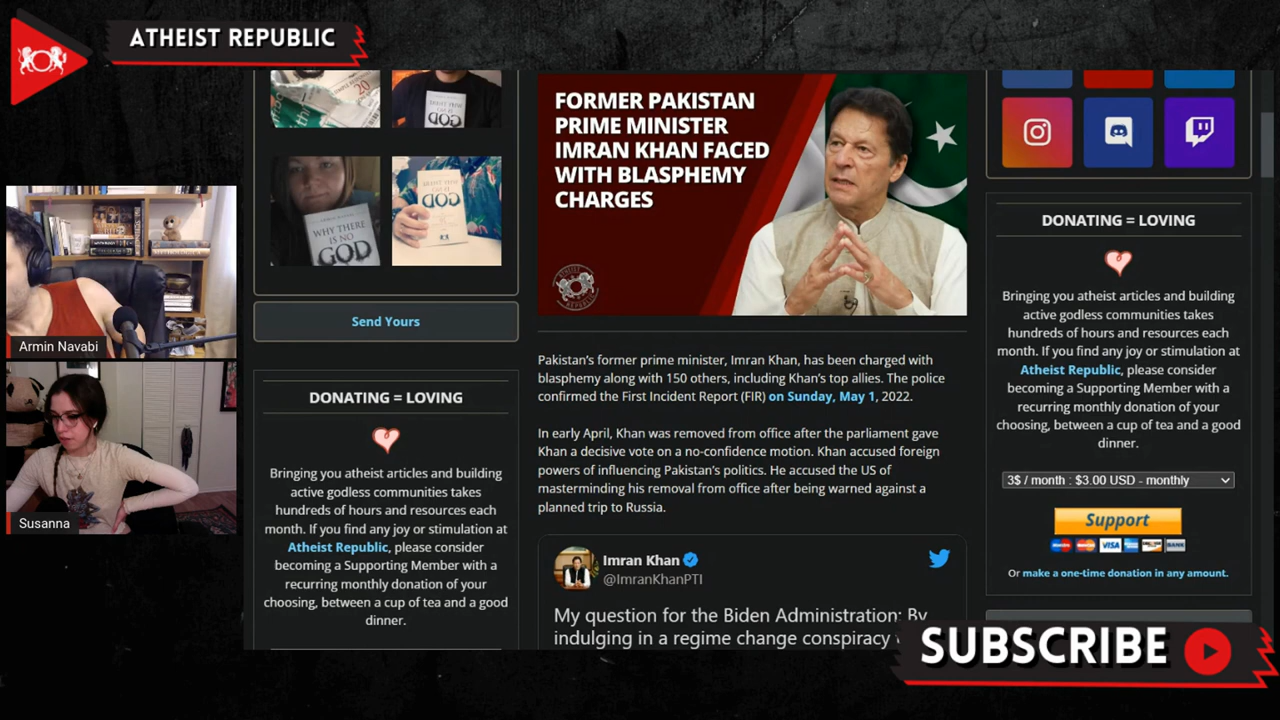 ATHEIST REPUBLIC
Armin Navabi
Susanna
WHY THERE
IS NO
GOD
Send Yours
DONATING = LOVING
Bringing you atheist articles and building
active godless communities takes
hundreds of hours and resources each
month. If you find any joy or stimulation at
Atheist Republic, please consider
becoming a Supporting Member with a
recurring monthly donation of your
choosing, between a cup of tea and a good
dinner.
FORMER PAKISTAN
PRIME MINISTER
IMRAN KHAN FACED
WITH BLASPHEMY
CHARGES
Pakistan's former prime minister, Imran Khan, has been charged with
blasphemy along with 150 others, including Khan's top allies. The police
confirmed the First Incident Report (FIR) on Sunday, May 1, 2022.
In early April, Khan was removed from office after the parliament gave
Khan a decisive vote on a no-confidence motion. Khan accused foreign
powers of influencing Pakistan's politics. He accused the US of
masterminding his removal from office after being warned against a
planned trip to Russia.
Imran Khan
@ImranKhanPTI
My question for the Biden Administration: By
indulging in a regime change conspiracy
DONATING = LOVING
Bringing you atheist articles and building
active godless communities takes
hundreds of hours and resources each
month. If you find any joy or stimulation at
Atheist Republic, please consider
becoming a Supporting Member with a
recurring monthly donation of your
choosing, between a cup of tea and a good
dinner.
3$ / month : $3.00 USD - monthly
Support
VISA
BANK
Or make a one-time donation in any amount.
SUBSCRIBE